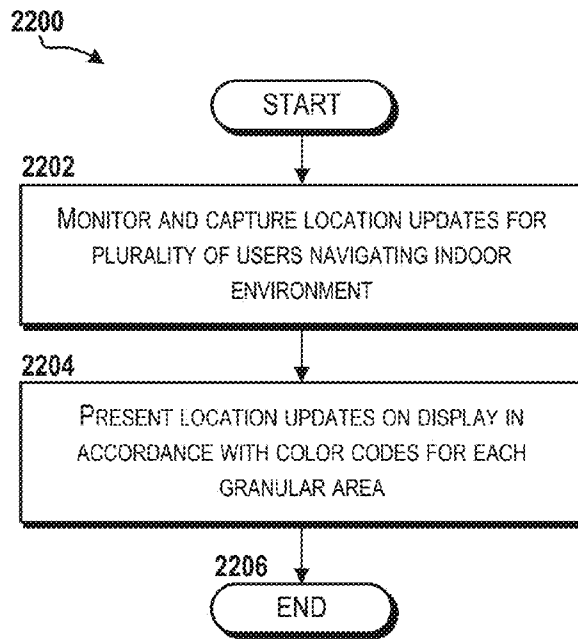 2200
START
2202
MONITOR AND CAPTURE LOCATION UPDATES FOR
PLURALITY OF USERS NAVIGATING INDOOR
ENVIRONMENT
2204
PRESENT LOCATION UPDATES ON DISPLAY IN
ACCORDANCE WITH COLOR CODES FOR EACH
GRANULAR AREA
2206
END